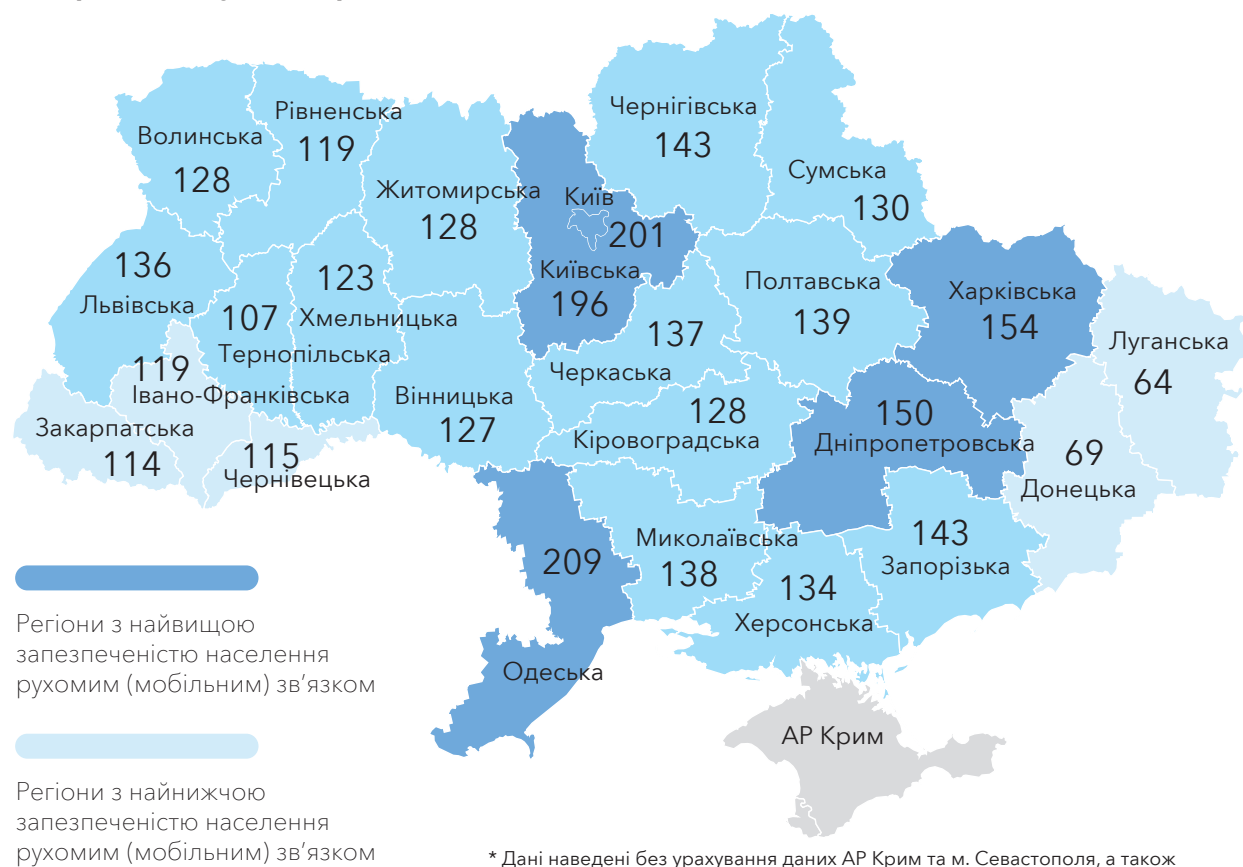 Волинська
128
Рівненська
119
Житомирська
128
Київ
201
Київська
196
Чернігівська
143
Сумська
130
136
Львівська
107
Тернопільська
123
Хмельницька
119
Івано-Франківська
Закарпатська
114
115
Чернівецька
Вінницька
127
137
Черкаська
128
Кіровоградська
Полтавська
139
Харківська
154
Луганська
64
150
Дніпропетровська
69
Донецька
209
Одеська
Миколаївська
138
134
Херсонська
143
Запорізька
АР Крим
Регіони з найвищою
запезпеченістю населення
рухомим (мобільним) зв’язком
Регіони з найнижчою
запезпеченістю населення
рухомим (мобільним) зв’язком
* Дані наведені без урахування даних АР Крим та м. Севастополя, а також